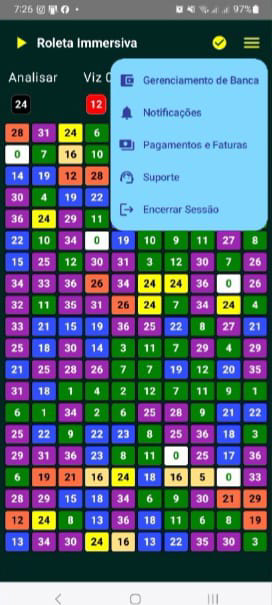 7:26 97%
Roleta Immersiva
Analisar Viz
24 12
Gerenciamento de Banca
Notificações
Pagamentos e Faturas
Suporte
Encerrar Sessão
28 31 24 6
0 7 16 10
14 19 12 28
30 4 19 22
36 24 29 11
22 10 34 0 19 10 9 11 27 8
15 25 12 30 31 3 12 30 7 26
34 33 36 26 34 24 24 36 0 26
32 11 35 31 26 24 7 34 24 4
33 21 15 19 36 25 22 8 27 21
25 18 30 14 3 11 7 29 4 29
21 25 28 26 7 7 19 12 20 35
31 18 1 4 2 12 7 11 9 1
6 1 34 2 6 25 28 9 21 22
25 22 9 22 23 8 25 36 18 3
29 31 36 23 8 11 0 25 17 36
6 19 21 16 24 18 16 5 0 33
28 29 15 18 34 6 9 30 21 29
12 24 8 13 36 18 11 6 8 19
13 34 30 24 16 13 22 35 30 3